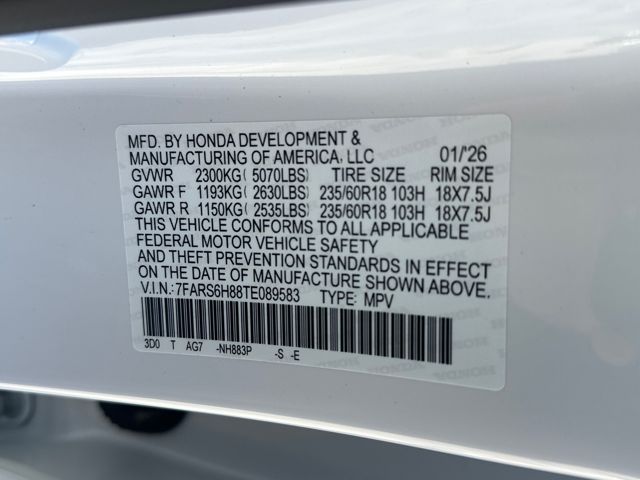 MFD. BY HONDA DEVELOPMENT &
MANUFACTURING OF AMERICA, LLC 01/'26
GVWR 2300KG( 5070LBS) TIRE SIZE RIM SIZE
GAWR F 1193KG( 2630LBS) 235/60R18 103H 18X7.5J
GAWR R 1150KG( 2535LBS) 235/60R18 103H 18X7.5J
THIS VEHICLE CONFORMS TO ALL APPLICABLE
FEDERAL MOTOR VEHICLE SAFETY
AND THEFT PREVENTION STANDARDS IN EFFECT
ON THE DATE OF MANUFACTURE SHOWN ABOVE.
V.I.N.:7FARS6H88TE089583 TYPE: MPV
3D0 T AG7 -NH883P -S -E